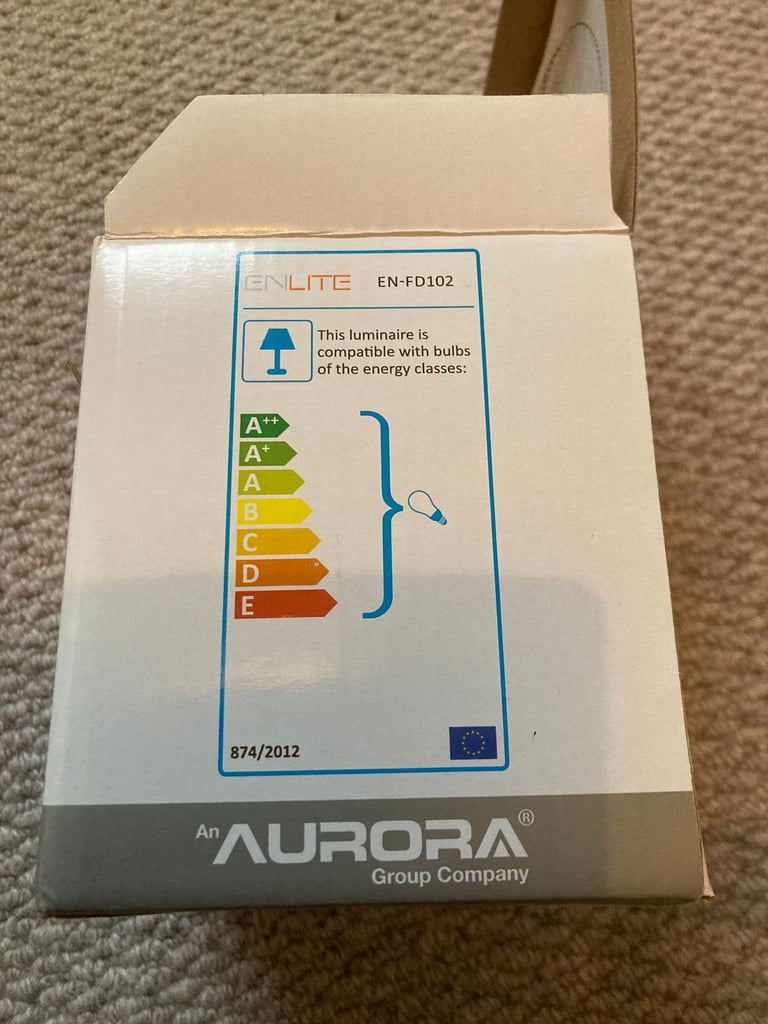 ENLITE EN-FD102
This luminaire is
compatible with bulbs
of the energy classes:
A++
A+
A
B
C
D
E
874/2012
An AURORA®
Group Company